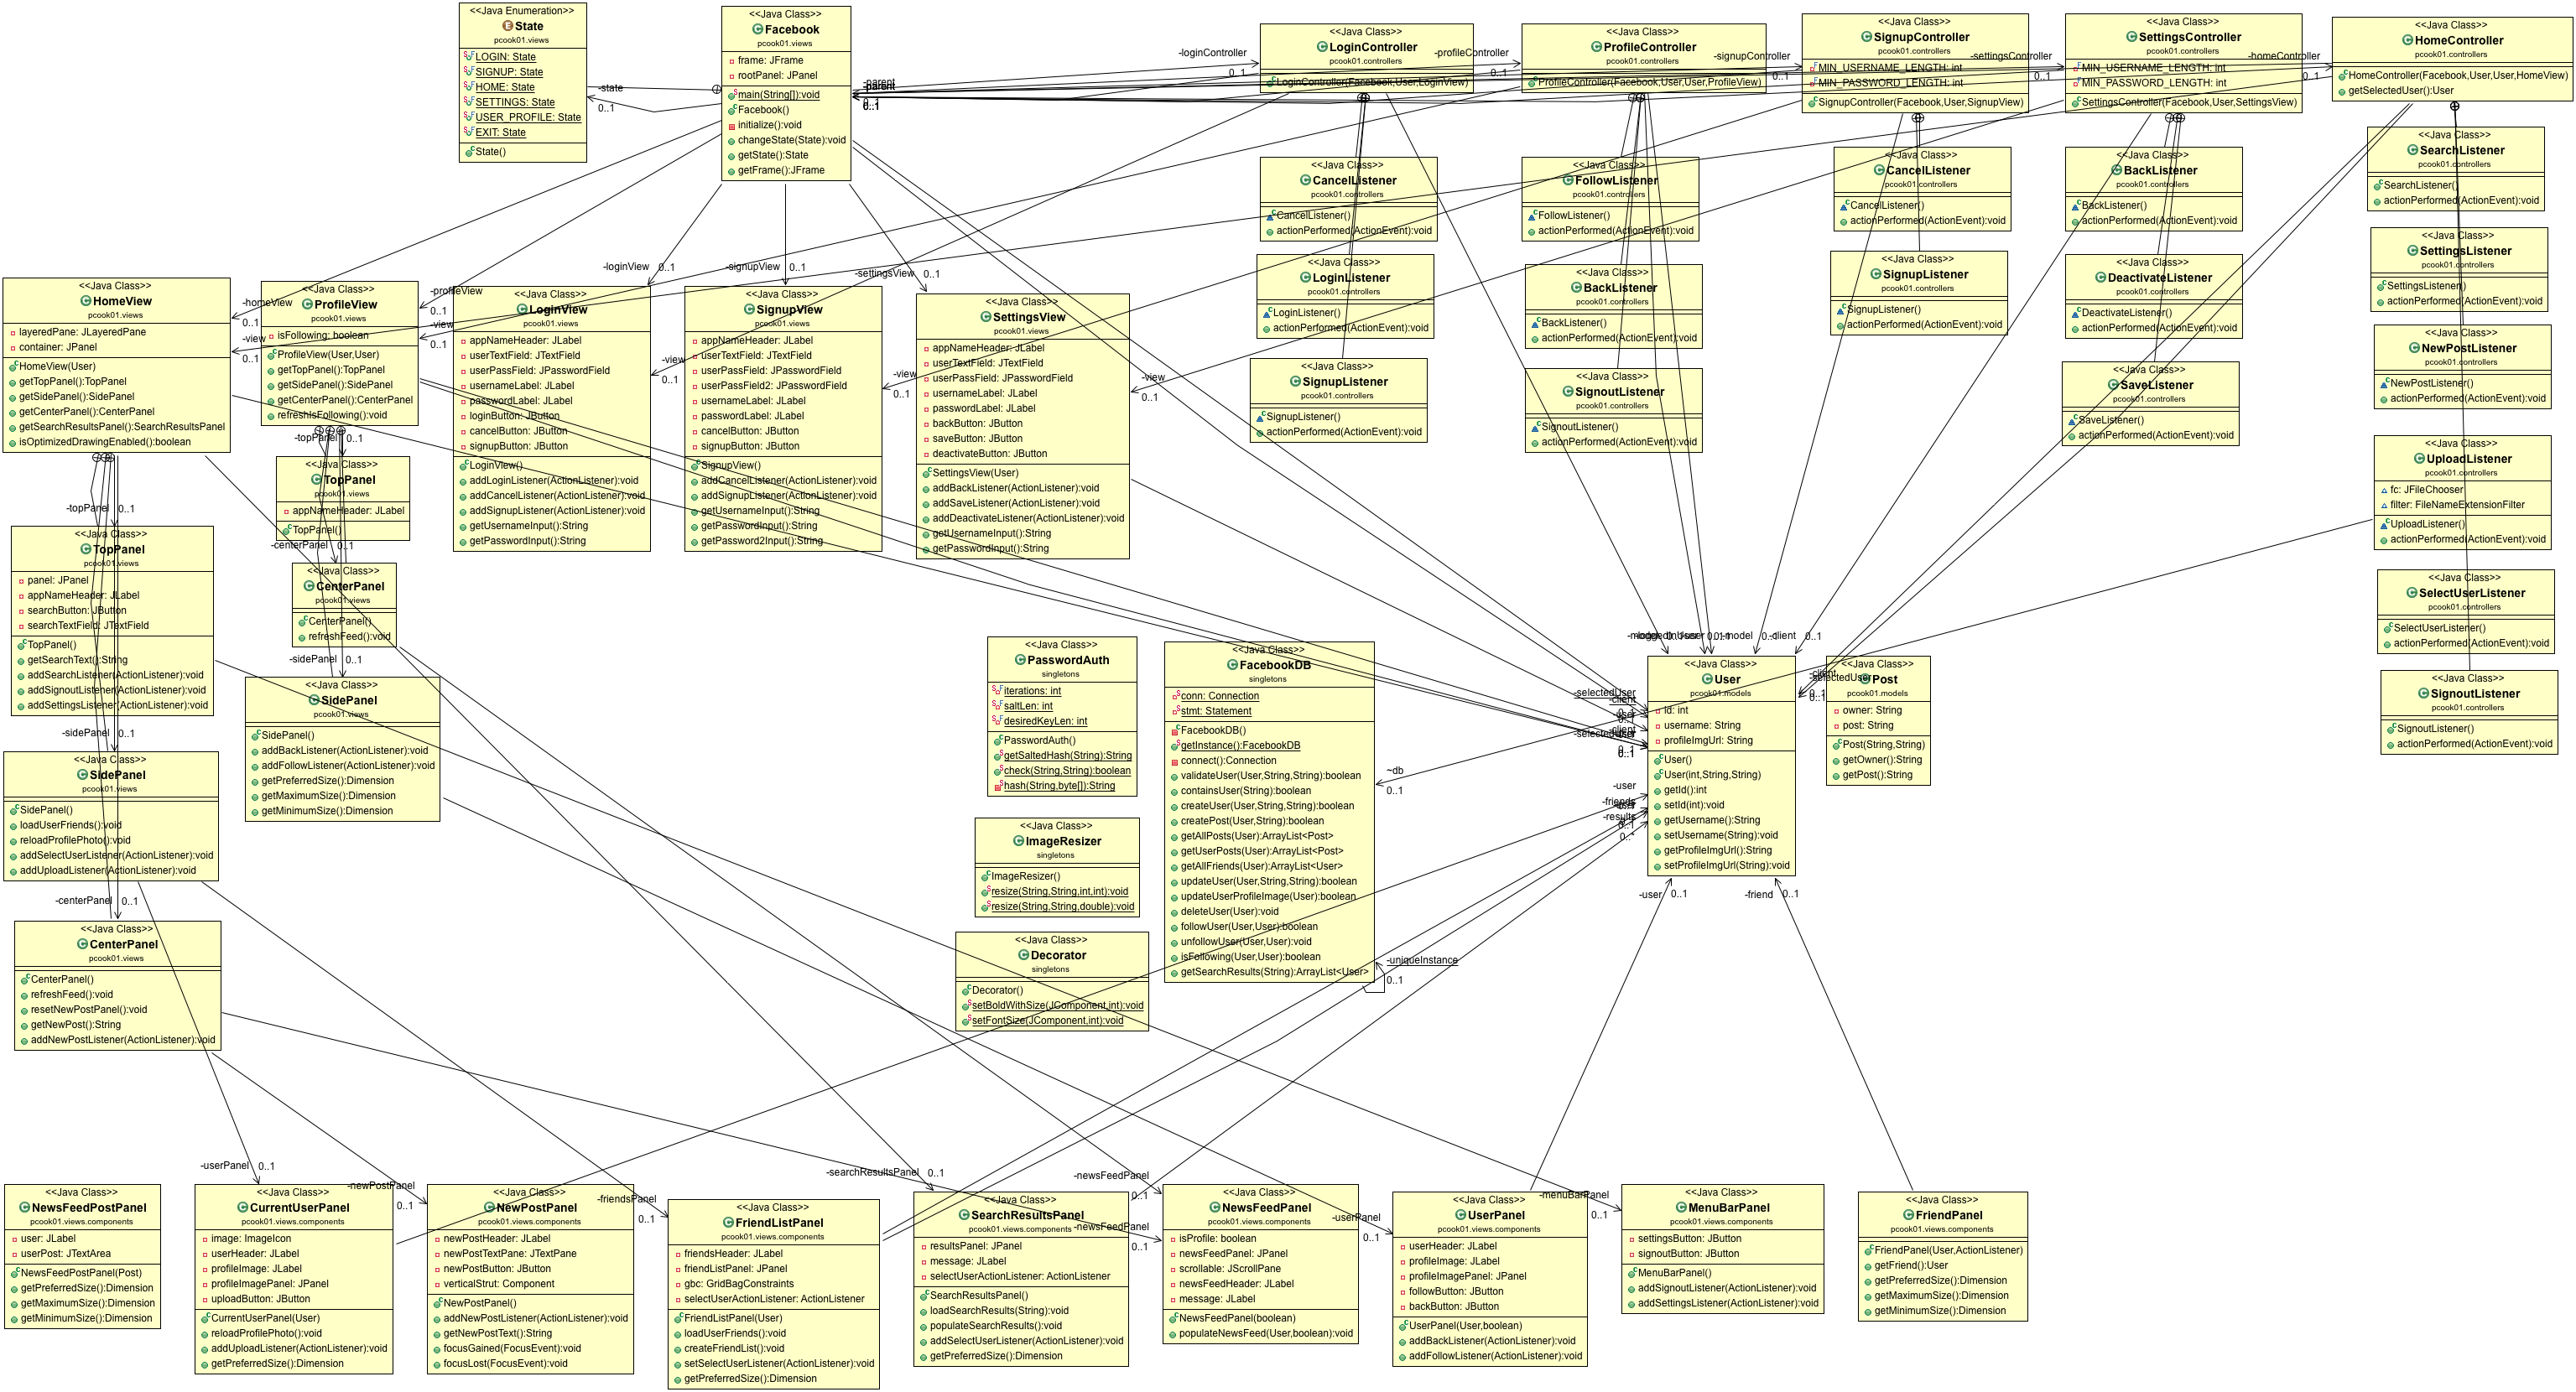 <<Java Enumeration>>
State
pcook01.views
LOGIN: State
SIGNUP: State
HOME: State
SETTINGS: State
USER_PROFILE: State
EXIT: State
State()
<<Java Class>>
Facebook
pcook01.views
frame: JFrame
rootPanel: JPanel
main(String[]):void
Facebook()
initialize():void
changeState(State):void
getState():State
getFrame():JFrame
-state
0..1
-parent
0..1
-loginController
0..1
<<Java Class>>
LoginController
pcook01.controllers
LoginController(Facebook,User,LoginView)
-profileController
0..1
<<Java Class>>
ProfileController
pcook01.controllers
ProfileController(Facebook,User,User,ProfileView)
-signupController
0..1
<<Java Class>>
SignupController
pcook01.controllers
MIN_USERNAME_LENGTH: int
MIN_PASSWORD_LENGTH: int
SignupController(Facebook,User,SignupView)
-settingsController
0..1
<<Java Class>>
SettingsController
pcook01.controllers
MIN_USERNAME_LENGTH: int
MIN_PASSWORD_LENGTH: int
SettingsController(Facebook,User,SettingsView)
-homeController
0..1
<<Java Class>>
HomeController
pcook01.controllers
HomeController(Facebook,User,User,HomeView)
getSelectedUser():User
<<Java Class>>
CancelListener
pcook01.controllers
CancelListener()
actionPerformed(ActionEvent):void
<<Java Class>>
FollowListener
pcook01.controllers
FollowListener()
actionPerformed(ActionEvent):void
<<Java Class>>
CancelListener
pcook01.controllers
CancelListener()
actionPerformed(ActionEvent):void
<<Java Class>>
BackListener
pcook01.controllers
BackListener()
actionPerformed(ActionEvent):void
<<Java Class>>
SearchListener
pcook01.controllers
SearchListener()
actionPerformed(ActionEvent):void
<<Java Class>>
LoginListener
pcook01.controllers
LoginListener()
actionPerformed(ActionEvent):void
<<Java Class>>
BackListener
pcook01.controllers
BackListener()
actionPerformed(ActionEvent):void
<<Java Class>>
SignupListener
pcook01.controllers
SignupListener()
actionPerformed(ActionEvent):void
<<Java Class>>
DeactivateListener
pcook01.controllers
DeactivateListener()
actionPerformed(ActionEvent):void
<<Java Class>>
SettingsListener
pcook01.controllers
SettingsListener()
actionPerformed(ActionEvent):void
<<Java Class>>
SignupListener
pcook01.controllers
SignupListener()
actionPerformed(ActionEvent):void
<<Java Class>>
SignoutListener
pcook01.controllers
SignoutListener()
actionPerformed(ActionEvent):void
<<Java Class>>
SaveListener
pcook01.controllers
SaveListener()
actionPerformed(ActionEvent):void
<<Java Class>>
NewPostListener
pcook01.controllers
NewPostListener()
actionPerformed(ActionEvent):void
<<Java Class>>
UploadListener
pcook01.controllers
fc: JFileChooser
filter: FileNameExtensionFilter
UploadListener()
actionPerformed(ActionEvent):void
<<Java Class>>
SelectUserListener
pcook01.controllers
SelectUserListener()
actionPerformed(ActionEvent):void
<<Java Class>>
SignoutListener
pcook01.controllers
SignoutListener()
actionPerformed(ActionEvent):void
<<Java Class>>
HomeView
pcook01.views
layeredPane: JLayeredPane
container: JPanel
HomeView(User)
getTopPanel():TopPanel
getSidePanel():SidePanel
getCenterPanel():CenterPanel
getSearchResultsPanel():SearchResultsPanel
isOptimizedDrawingEnabled():boolean
-homeView
0..1
-view
0..1
<<Java Class>>
ProfileView
pcook01.views
isFollowing: boolean
ProfileView(User,User)
getTopPanel():TopPanel
getSidePanel():SidePanel
getCenterPanel():CenterPanel
refreshIsFollowing():void
-profileView
0..1
-view
0..1
-loginView
0..1
<<Java Class>>
LoginView
pcook01.views
appNameHeader: JLabel
userTextField: JTextField
userPassField: JPasswordField
usernameLabel: JLabel
passwordLabel: JLabel
loginButton: JButton
cancelButton: JButton
signupButton: JButton
LoginView()
addLoginListener(ActionListener):void
addCancelListener(ActionListener):void
addSignupListener(ActionListener):void
getUsernameInput():String
getPasswordInput():String
-view
0..1
-signupView
0..1
<<Java Class>>
SignupView
pcook01.views
appNameHeader: JLabel
userTextField: JTextField
userPassField: JPasswordField
userPassField2: JPasswordField
usernameLabel: JLabel
passwordLabel: JLabel
cancelButton: JButton
signupButton: JButton
SignupView()
addCancelListener(ActionListener):void
addSignupListener(ActionListener):void
getUsernameInput():String
getPasswordInput():String
getPassword2Input():String
-view
0..1
-settingsView
0..1
<<Java Class>>
SettingsView
pcook01.views
appNameHeader: JLabel
userTextField: JTextField
userPassField: JPasswordField
usernameLabel: JLabel
passwordLabel: JLabel
backButton: JButton
saveButton: JButton
deactivateButton: JButton
SettingsView(User)
addBackListener(ActionListener):void
addSaveListener(ActionListener):void
addDeactivateListener(ActionListener):void
getUsernameInput():String
getPasswordInput():String
-view
0..1
-topPanel
0..1
<<Java Class>>
TopPanel
pcook01.views
appNameHeader: JLabel
TopPanel()
-centerPanel
0..1
<<Java Class>>
CenterPanel
pcook01.views
CenterPanel()
refreshFeed():void
-sidePanel
0..1
<<Java Class>>
SidePanel
pcook01.views
SidePanel()
addBackListener(ActionListener):void
addFollowListener(ActionListener):void
getPreferredSize():Dimension
getMaximumSize():Dimension
getMinimumSize():Dimension
-topPanel
0..1
<<Java Class>>
TopPanel
pcook01.views
panel: JPanel
appNameHeader: JLabel
searchButton: JButton
searchTextField: JTextField
TopPanel()
getSearchText():String
addSearchListener(ActionListener):void
addSignoutListener(ActionListener):void
addSettingsListener(ActionListener):void
-sidePanel
0..1
<<Java Class>>
SidePanel
pcook01.views
SidePanel()
loadUserFriends():void
reloadProfilePhoto():void
addSelectUserListener(ActionListener):void
addUploadListener(ActionListener):void
-centerPanel
0..1
<<Java Class>>
CenterPanel
pcook01.views
CenterPanel()
refreshFeed():void
resetNewPostPanel():void
getNewPost():String
addNewPostListener(ActionListener):void
<<Java Class>>
PasswordAuth
singletons
iterations: int
saltLen: int
desiredKeyLen: int
PasswordAuth()
getSaltedHash(String):String
check(String,String):boolean
hash(String,byte[]):String
<<Java Class>>
ImageResizer
singletons
ImageResizer()
resize(String,String,int,int):void
resize(String,String,double):void
<<Java Class>>
Decorator
singletons
Decorator()
setBoldWithSize(JComponent,int):void
setFontSize(JComponent,int):void
<<Java Class>>
FacebookDB
singletons
conn: Connection
stmt: Statement
FacebookDB()
getInstance():FacebookDB
connect():Connection
validateUser(User,String,String):boolean
containsUser(String):boolean
createUser(User,String,String):boolean
createPost(User,String):boolean
getAllPosts(User):ArrayList<Post>
getUserPosts(User):ArrayList<Post>
getAllFriends(User):ArrayList<User>
updateUser(User,String,String):boolean
updateUserProfileImage(User):boolean
deleteUser(User):void
followUser(User,User):boolean
unfollowUser(User,User):void
isFollowing(User,User):boolean
getSearchResults(String):ArrayList<User>
~db
0..1
-uniqueInstance
0..1
-model
-client
0..1
<<Java Class>>
User
pcook01.models
id: int
username: String
profileImgUrl: String
User()
User(int,String,String)
getId():int
setId(int):void
getUsername():String
setUsername(String):void
getProfileImgUrl():String
setProfileImgUrl(String):void
-selectedUser
-client
-user
-client
-selectedUser
0..1
-user
-friends
-results
0..1
0..*
-client
-selectedUser
0..1
<<Java Class>>
Post
pcook01.models
owner: String
post: String
Post(String,String)
getOwner():String
getPost():String
-user
0..1
-friend
0..1
<<Java Class>>
NewsFeedPostPanel
pcook01.views.components
user: JLabel
userPost: JTextArea
NewsFeedPostPanel(Post)
getPreferredSize():Dimension
getMaximumSize():Dimension
getMinimumSize():Dimension
-userPanel
0..1
<<Java Class>>
CurrentUserPanel
pcook01.views.components
image: ImageIcon
userHeader: JLabel
profileImage: JLabel
profileImagePanel: JPanel
uploadButton: JButton
CurrentUserPanel(User)
reloadProfilePhoto():void
addUploadListener(ActionListener):void
getPreferredSize():Dimension
-newPostPanel
0..1
<<Java Class>>
NewPostPanel
pcook01.views.components
newPostHeader: JLabel
newPostTextPane: JTextPane
newPostButton: JButton
verticalStrut: Component
NewPostPanel()
addNewPostListener(ActionListener):void
getNewPostText():String
focusGained(FocusEvent):void
focusLost(FocusEvent):void
-friendsPanel
0..1
<<Java Class>>
FriendListPanel
pcook01.views.components
friendsHeader: JLabel
friendListPanel: JPanel
gbc: GridBagConstraints
selectUserActionListener: ActionListener
FriendListPanel(User)
loadUserFriends():void
createFriendList():void
setSelectUserListener(ActionListener):void
getPreferredSize():Dimension
-searchResultsPanel
0..1
<<Java Class>>
SearchResultsPanel
pcook01.views.components
resultsPanel: JPanel
message: JLabel
selectUserActionListener: ActionListener
SearchResultsPanel()
loadSearchResults(String):void
populateSearchResults():void
addSelectUserListener(ActionListener):void
getPreferredSize():Dimension
-newsFeedPanel
0..1
-newsFeedPanel
0..1
<<Java Class>>
NewsFeedPanel
pcook01.views.components
isProfile: boolean
newsFeedPanel: JPanel
scrollable: JScrollPane
newsFeedHeader: JLabel
message: JLabel
NewsFeedPanel(boolean)
populateNewsFeed(User,boolean):void
-userPanel
0..1
<<Java Class>>
UserPanel
pcook01.views.components
userHeader: JLabel
profileImage: JLabel
profileImagePanel: JPanel
followButton: JButton
backButton: JButton
UserPanel(User,boolean)
addBackListener(ActionListener):void
addFollowListener(ActionListener):void
-menuBarPanel
0..1
<<Java Class>>
MenuBarPanel
pcook01.views.components
settingsButton: JButton
signoutButton: JButton
MenuBarPanel()
addSignoutListener(ActionListener):void
addSettingsListener(ActionListener):void
<<Java Class>>
FriendPanel
pcook01.views.components
FriendPanel(User,ActionListener)
getFriend():User
getPreferredSize():Dimension
getMaximumSize():Dimension
getMinimumSize():Dimension